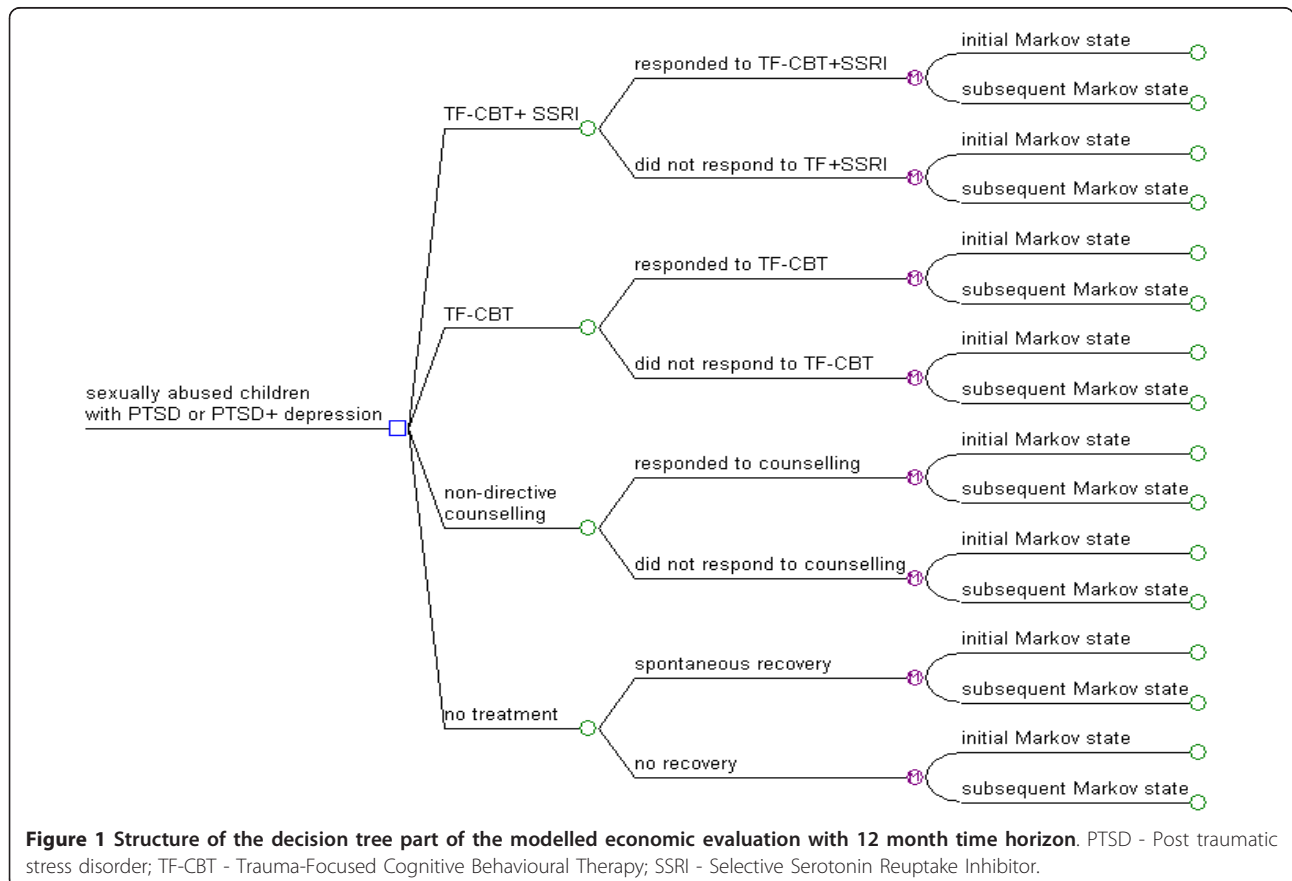 initial Markov state
responded to TF-CBT+SSRI
subsequent Markov state
TF-CBT+ SSRI
initial Markov state
did not respond to TF+SSRI
subsequent Markov state
initial Markov state
responded to TF-CBT
subsequent Markov state
TF-CBT
initial Markov state
did not respond to TF-CBT
subsequent Markov state
sexually abused children
with PTSD or PTSD+ depression
initial Markov state
responded to counselling
subsequent Markov state
non-directive
counselling
initial Markov state
did not respond to counselling
subsequent Markov state
initial Markov state
spontaneous recovery
subsequent Markov state
no treatment
initial Markov state
no recovery
subsequent Markov state
Figure 1 Structure of the decision tree part of the modelled economic evaluation with 12 month time horizon. PTSD - Post traumatic
stress disorder; TF-CBT - Trauma-Focused Cognitive Behavioural Therapy; SSRI - Selective Serotonin Reuptake Inhibitor.